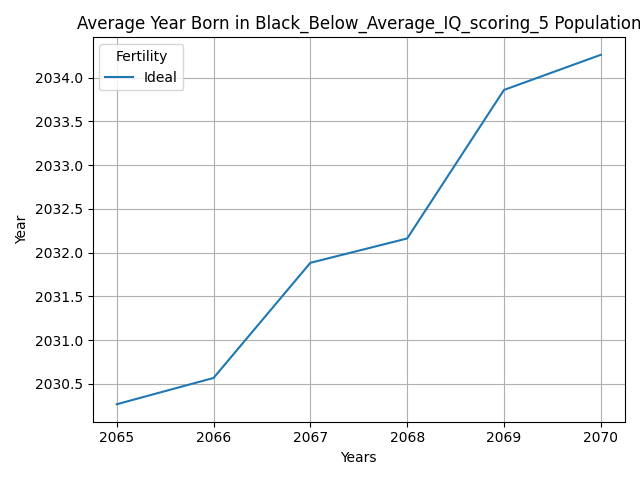 Average Year Born in Black_Below_Average_IQ_scoring_5 Population
Fertility
Ideal
2034.0
2033.5
2033.0
2032.5
2032.0
2031.5
2031.0
2030.5
Year
2065 2066 2067 2068 2069 2070
Years